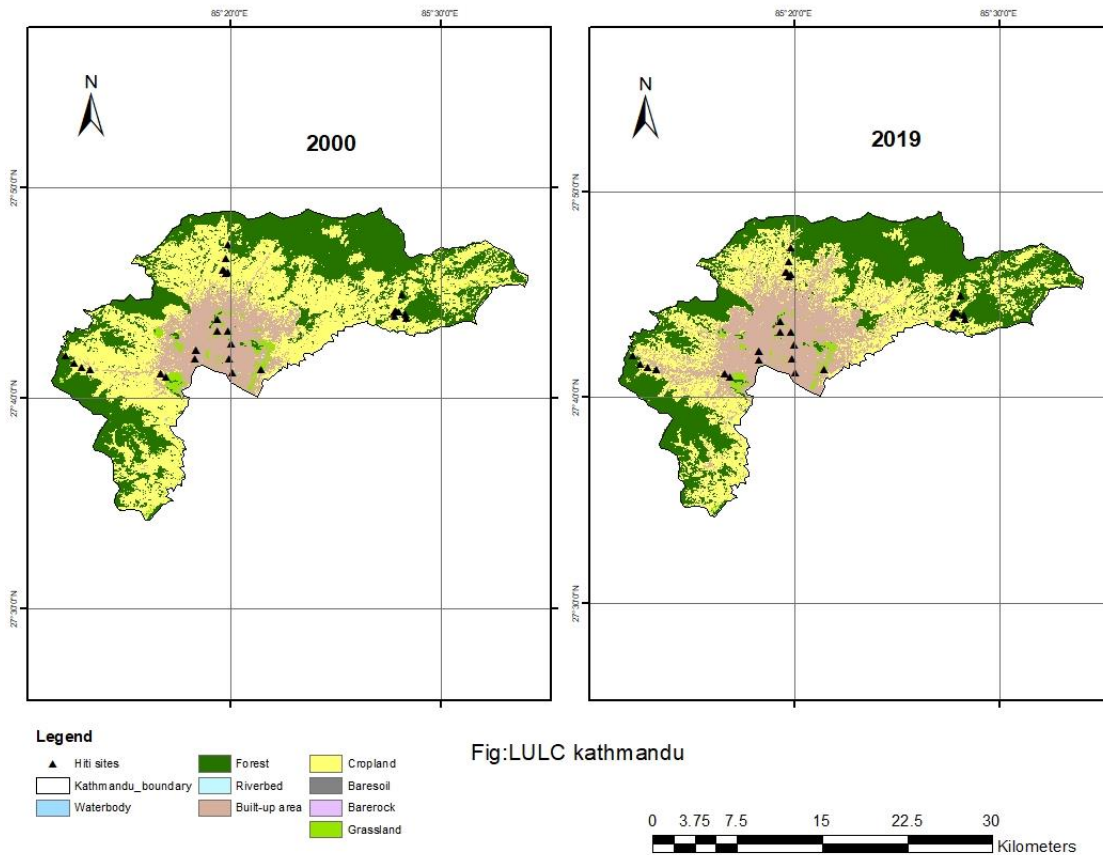 85°20'0"E
85°30'0"E
85°20'0"E
85°30'0"E
N
2000
27°50'0"N
27°40'0"N
27°30'0"N
N
2019
27°50'0"N
27°40'0"N
27°30'0"N
Legend
Hiti sites
Kathmandu_boundary
Waterbody
Forest
Riverbed
Built-up area
Cropland
Baresoil
Barerock
Grassland
Fig:LULC kathmandu
0 3.75 7.5 15 22.5 30
Kilometers